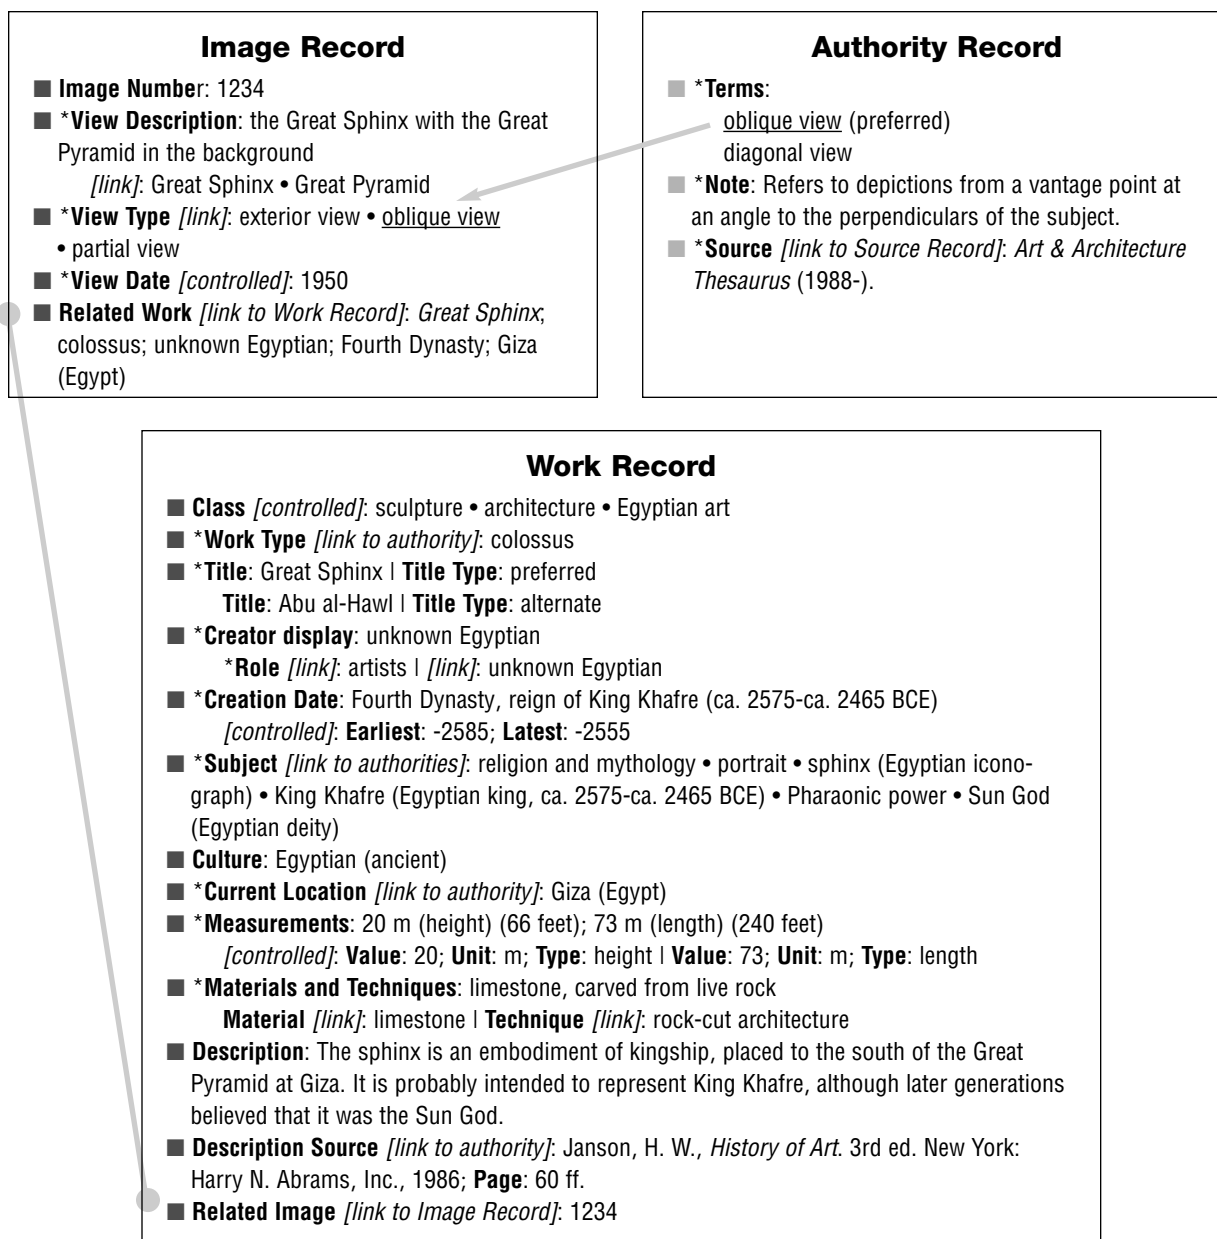 Image Record
■ Image Number: 1234
■ *View Description: the Great Sphinx with the Great
Pyramid in the background
[link]: Great Sphinx • Great Pyramid
■ *View Type [link]: exterior view • oblique view
• partial view
■ *View Date [controlled]: 1950
■ Related Work [link to Work Record]: Great Sphinx;
colossus; unknown Egyptian; Fourth Dynasty; Giza
(Egypt)
Authority Record
■ *Terms:
oblique view (preferred)
diagonal view
■ *Note: Refers to depictions from a vantage point at
an angle to the perpendiculars of the subject.
■ *Source [link to Source Record]: Art & Architecture
Thesaurus (1988-).
Work Record
■ Class [controlled]: sculpture • architecture • Egyptian art
■ *Work Type [link to authority]: colossus
■ *Title: Great Sphinx | Title Type: preferred
Title: Abu al-Hawl | Title Type: alternate
■ *Creator display: unknown Egyptian
*Role [link]: artists | [link]: unknown Egyptian
■ *Creation Date: Fourth Dynasty, reign of King Khafre (ca. 2575-ca. 2465 BCE)
[controlled]: Earliest: -2585; Latest: -2555
■ *Subject [link to authorities]: religion and mythology • portrait • sphinx (Egyptian icono-
graph) • King Khafre (Egyptian king, ca. 2575-ca. 2465 BCE) • Pharaonic power • Sun God
(Egyptian deity)
■ Culture: Egyptian (ancient)
■ *Current Location [link to authority]: Giza (Egypt)
■ *Measurements: 20 m (height) (66 feet); 73 m (length) (240 feet)
[controlled]: Value: 20; Unit: m; Type: height | Value: 73; Unit: m; Type: length
■ *Materials and Techniques: limestone, carved from live rock
Material [link]: limestone | Technique [link]: rock-cut architecture
■ Description: The sphinx is an embodiment of kingship, placed to the south of the Great
Pyramid at Giza. It is probably intended to represent King Khafre, although later generations
believed that it was the Sun God.
■ Description Source [link to authority]: Janson, H. W., History of Art. 3rd ed. New York:
Harry N. Abrams, Inc., 1986; Page: 60 ff.
■ Related Image [link to Image Record]: 1234